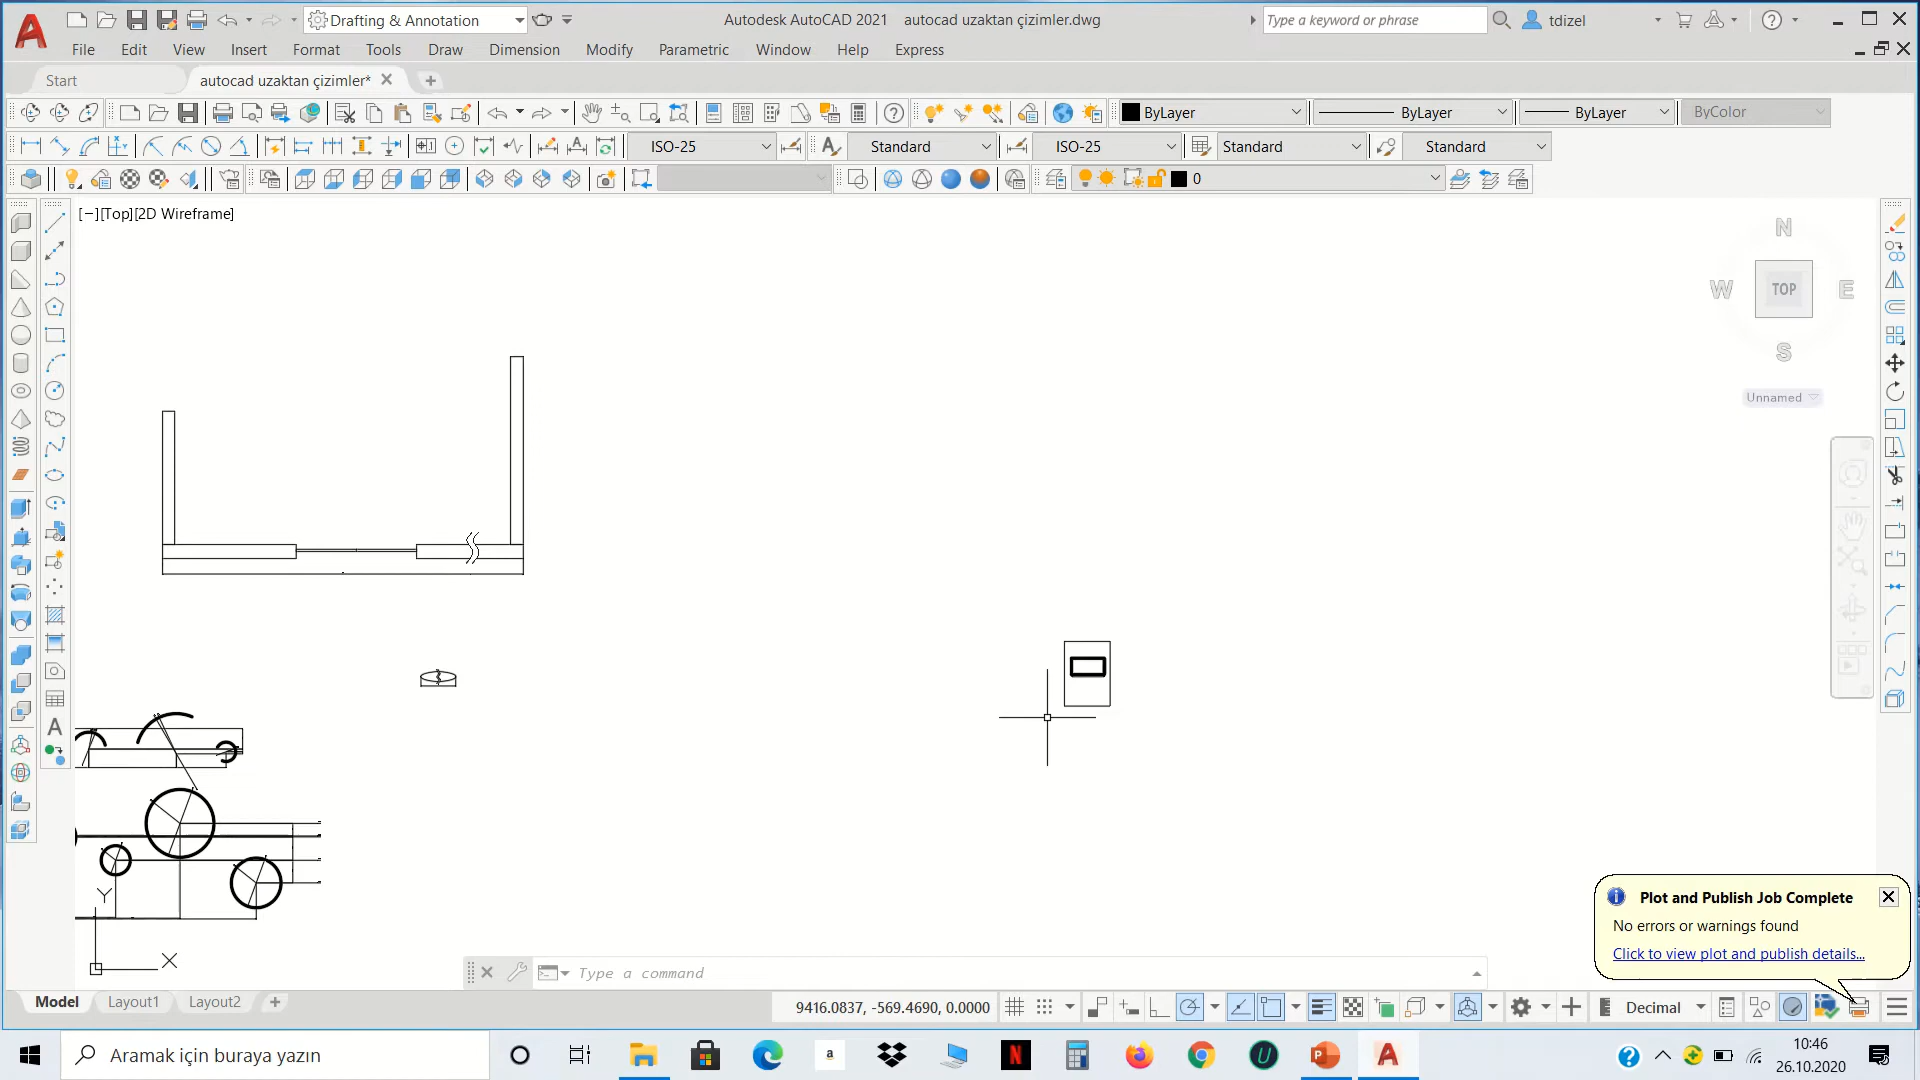 Drafting & Annotation
Autodesk AutoCAD 2021 autocad uzaktan çizimler.dwg
Type a keyword or phrase
tdizel
File Edit View Insert Format Tools Draw Dimension Modify Parametric Window Help Express
Start
autocad uzaktan çizimler*
ByLayer
ByLayer
ByLayer
ByColor
ISO-25
Standard
ISO-25
Standard
Standard
0
[−][Top][2D Wireframe]
N
W
TOP
E
S
Unnamed
Y
X
Plot and Publish Job Complete
No errors or warnings found
Click to view plot and publish details...
Type a command
Model Layout1 Layout2
9416.0837, -569.4690, 0.0000
Decimal
Aramak için buraya yazın
10:46
26.10.2020